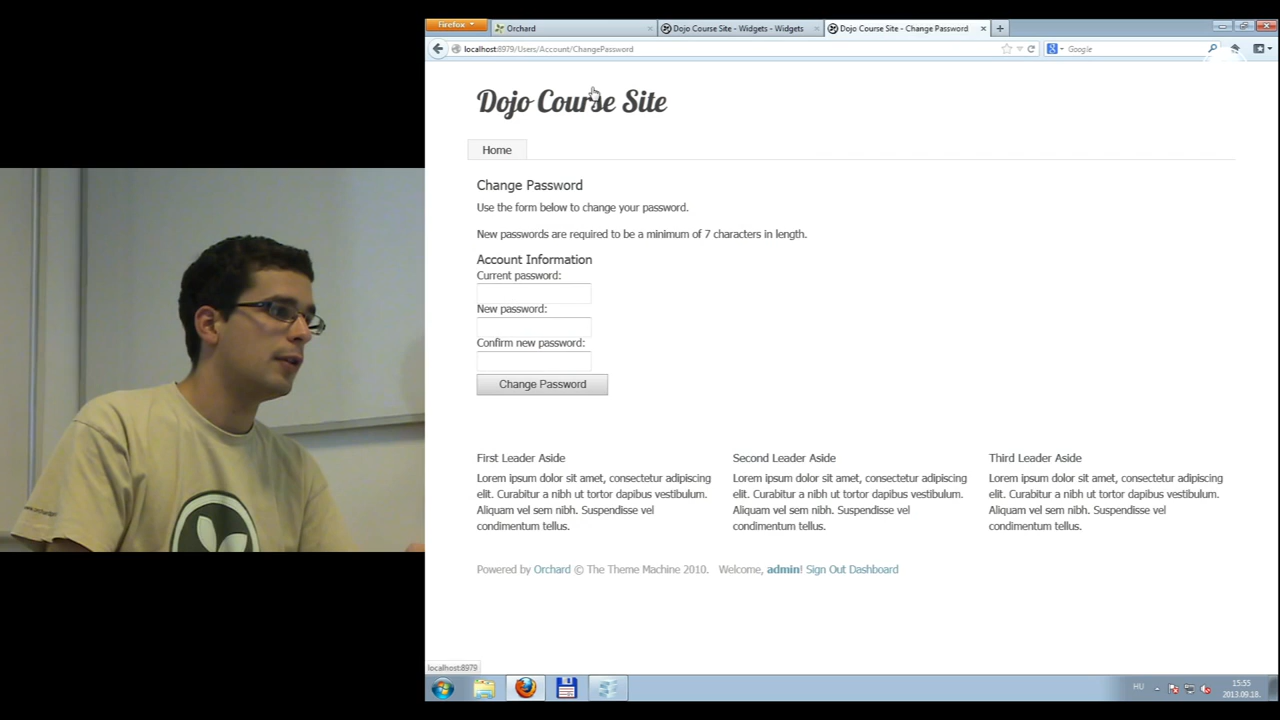 Firefox
Orchard
Dojo Course Site - Widgets - Widgets
Dojo Course Site - Change Password
localhost:8979/Users/Account/ChangePassword
Google
Dojo Course Site
Home
Change Password
Use the form below to change your password.
New passwords are required to be a minimum of 7 characters in length.
Account Information
Current password:
New password:
Confirm new password:
Change Password
First Leader Aside
Lorem ipsum dolor sit amet, consectetur adipiscing
elit. Curabitur a nibh ut tortor dapibus vestibulum.
Aliquam vel sem nibh. Suspendisse vel
condimentum tellus.
Second Leader Aside
Lorem ipsum dolor sit amet, consectetur adipiscing
elit. Curabitur a nibh ut tortor dapibus vestibulum.
Aliquam vel sem nibh. Suspendisse vel
condimentum tellus.
Third Leader Aside
Lorem ipsum dolor sit amet, consectetur adipiscing
elit. Curabitur a nibh ut tortor dapibus vestibulum.
Aliquam vel sem nibh. Suspendisse vel
condimentum tellus.
Powered by Orchard © The Theme Machine 2010. Welcome, admin! Sign Out Dashboard
localhost:8979
HU
15:55
2013.09.18.